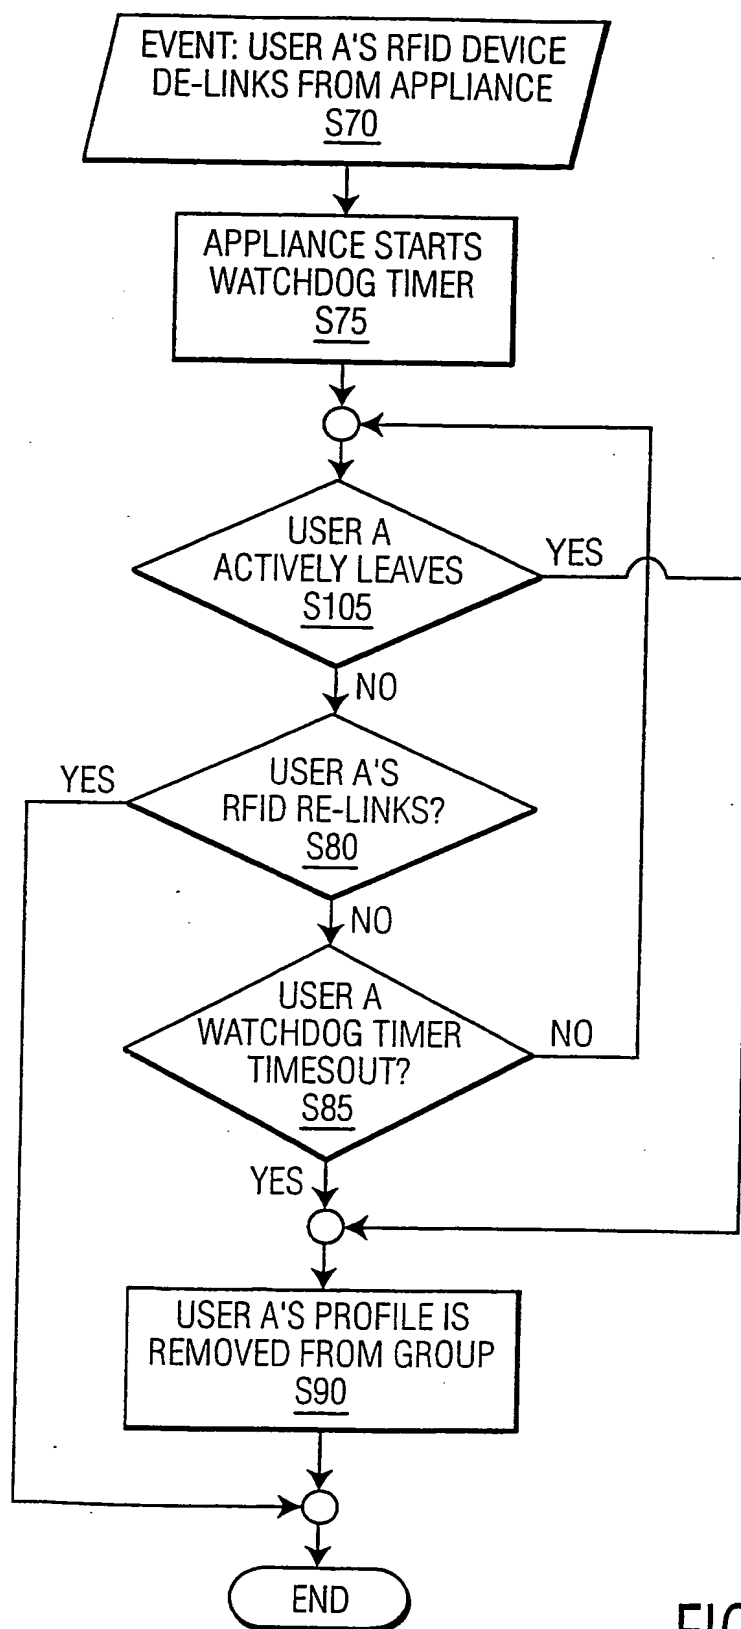 EVENT: USER A'S RFID DEVICE
DE-LINKS FROM APPLIANCE
S70
APPLIANCE STARTS
WATCHDOG TIMER
S75
USER A
ACTIVELY LEAVES
S105
YES
NO
USER A'S
RFID RE-LINKS?
S80
YES
NO
USER A
WATCHDOG TIMER
TIMESOUT?
S85
NO
YES
USER A'S PROFILE IS
REMOVED FROM GROUP
S90
END